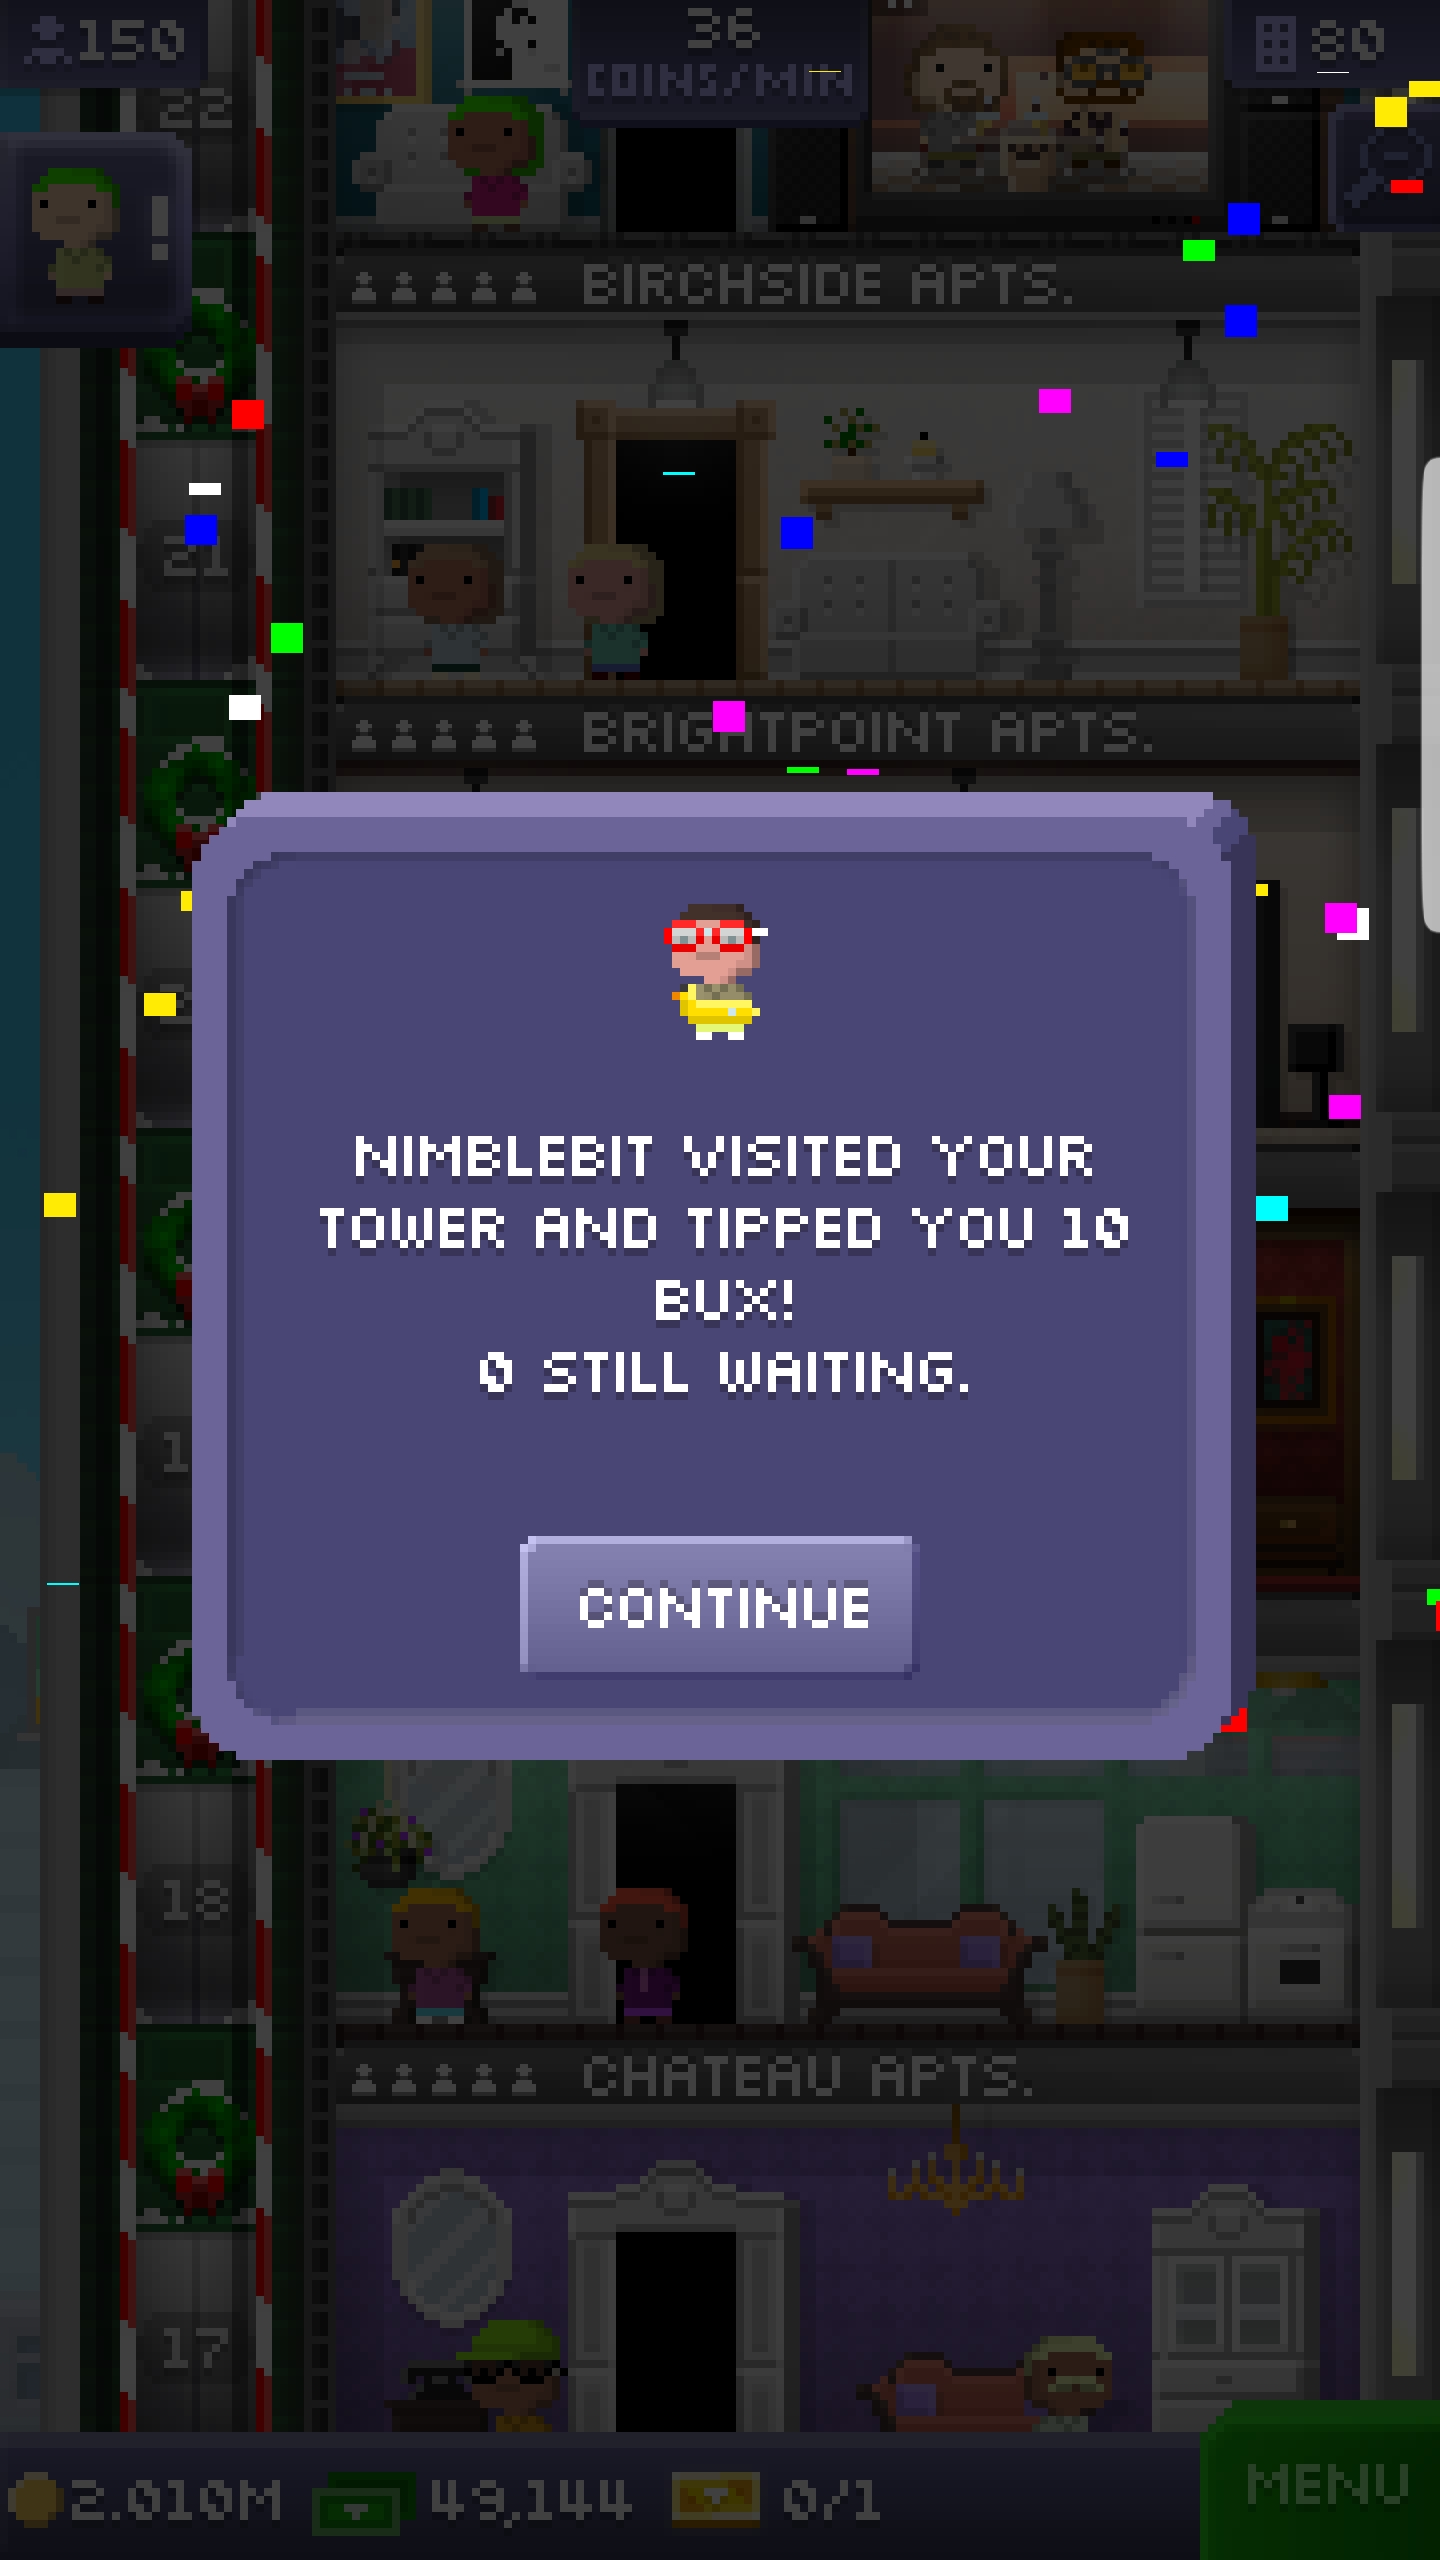 150
36
COINS/MIN
80
22
!
BIRCHSIDE APTS.
21
BRIGHTPOINT APTS.
NIMBLEBIT VISITED YOUR
TOWER AND TIPPED YOU 10
BUX!
0 STILL WAITING.
CONTINUE
18
CHATEAU APTS.
17
2.010M
49,144
0/1
MENU